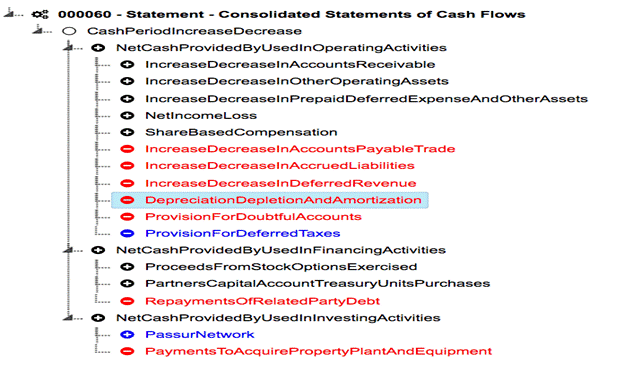 000060 - Statement - Consolidated Statements of Cash Flows
CashPeriodIncreaseDecrease
NetCashProvidedByUsedInOperatingActivities
IncreaseDecreaseInAccountsReceivable
IncreaseDecreaseInOtherOperatingAssets
IncreaseDecreaseInPrepaidDeferredExpenseAndOtherAssets
NetIncomeLoss
ShareBasedCompensation
IncreaseDecreaseInAccountsPayableTrade
IncreaseDecreaseInAccruedLiabilities
IncreaseDecreaseInDeferredRevenue
DepreciationDepletionAndAmortization
ProvisionForDoubtfulAccounts
ProvisionForDeferredTaxes
NetCashProvidedByUsedInFinancingActivities
ProceedsFromStockOptionsExercised
PartnersCapitalAccountTreasuryUnitsPurchases
RepaymentsOfRelatedPartyDebt
NetCashProvidedByUsedInInvestingActivities
PassurNetwork
PaymentsToAcquirePropertyPlantAndEquipment